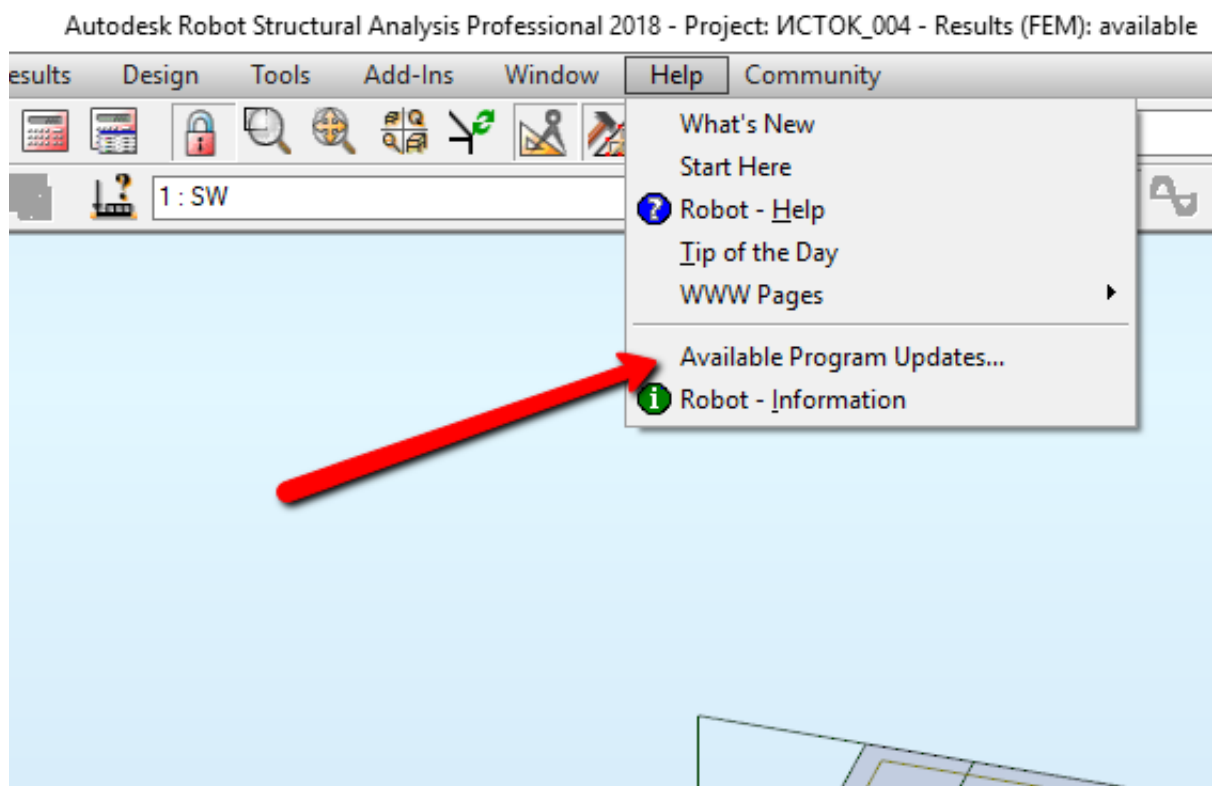 Autodesk Robot Structural Analysis Professional 2018 - Project: ИСТОК_004 - Results (FEM): available
esults Design Tools Add-Ins Window Help Community
1 : SW
What's New
Start Here
Robot - Help
Tip of the Day
WWW Pages
Available Program Updates...
Robot - Information